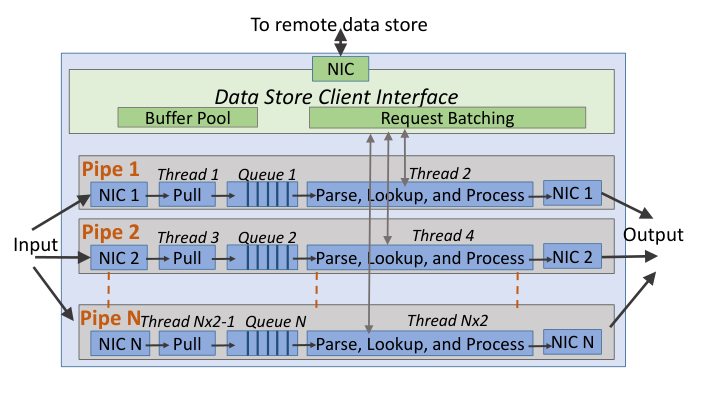 To remote data store
NIC
Data Store Client Interface
Buffer Pool
Request Batching
Pipe 1
Thread 1
Queue 1
Thread 2
NIC 1
Pull
Parse, Lookup, and Process
NIC 1
Pipe 2
Thread 3
Queue 2
Thread 4
Input
NIC 2
Pull
Parse, Lookup, and Process
NIC 2
Output
Pipe N
Thread Nx2-1
Queue N
Thread Nx2
NIC N
Pull
Parse, Lookup, and Process
NIC N